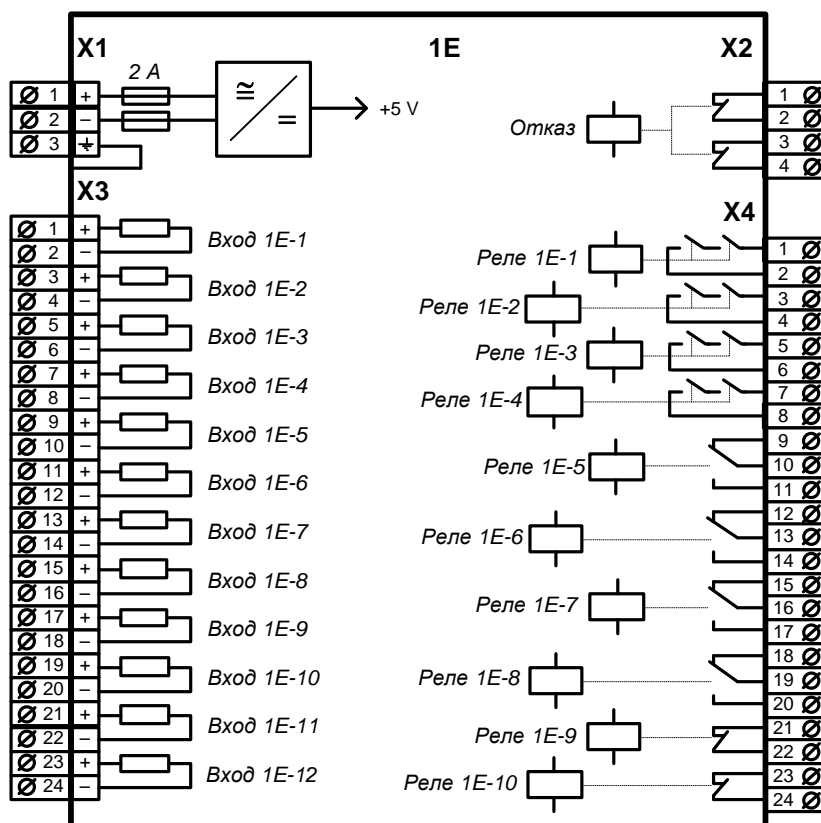 X1
1E
X2
2 A
1 +
2 –
3
≅
=
+5 V
Отказ
1
2
3
4
X3
1 +
2 –
3 +
4 –
5 +
6 –
7 +
8 –
9 +
10 –
11 +
12 –
13 +
14 –
15 +
16 –
17 +
18 –
19 +
20 –
21 +
22 –
23 +
24 –
Вход 1E-1
Вход 1E-2
Вход 1E-3
Вход 1E-4
Вход 1E-5
Вход 1E-6
Вход 1E-7
Вход 1E-8
Вход 1E-9
Вход 1E-10
Вход 1E-11
Вход 1E-12
X4
Реле 1E-1
Реле 1E-2
Реле 1E-3
Реле 1E-4
Реле 1E-5
Реле 1E-6
Реле 1E-7
Реле 1E-8
Реле 1E-9
Реле 1E-10
1
2
3
4
5
6
7
8
9
10
11
12
13
14
15
16
17
18
19
20
21
22
23
24